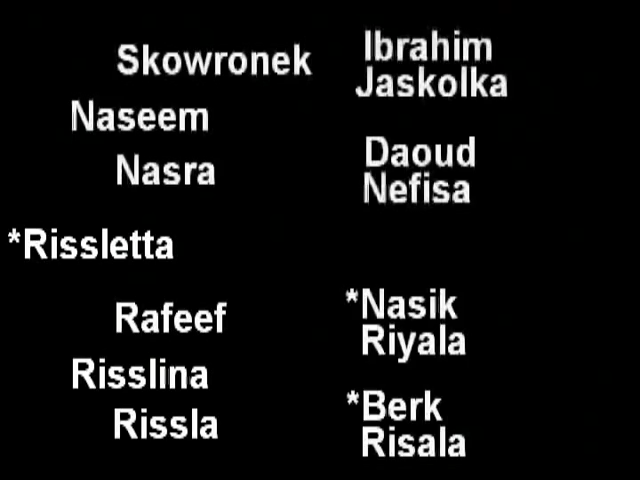 Skowronek
Ibrahim
Jaskolka
Naseem
Nasra
Daoud
Nefisa
*Rissletta
Rafeef
*Nasik
Riyala
Risslina
Rissla
*Berk
Risala